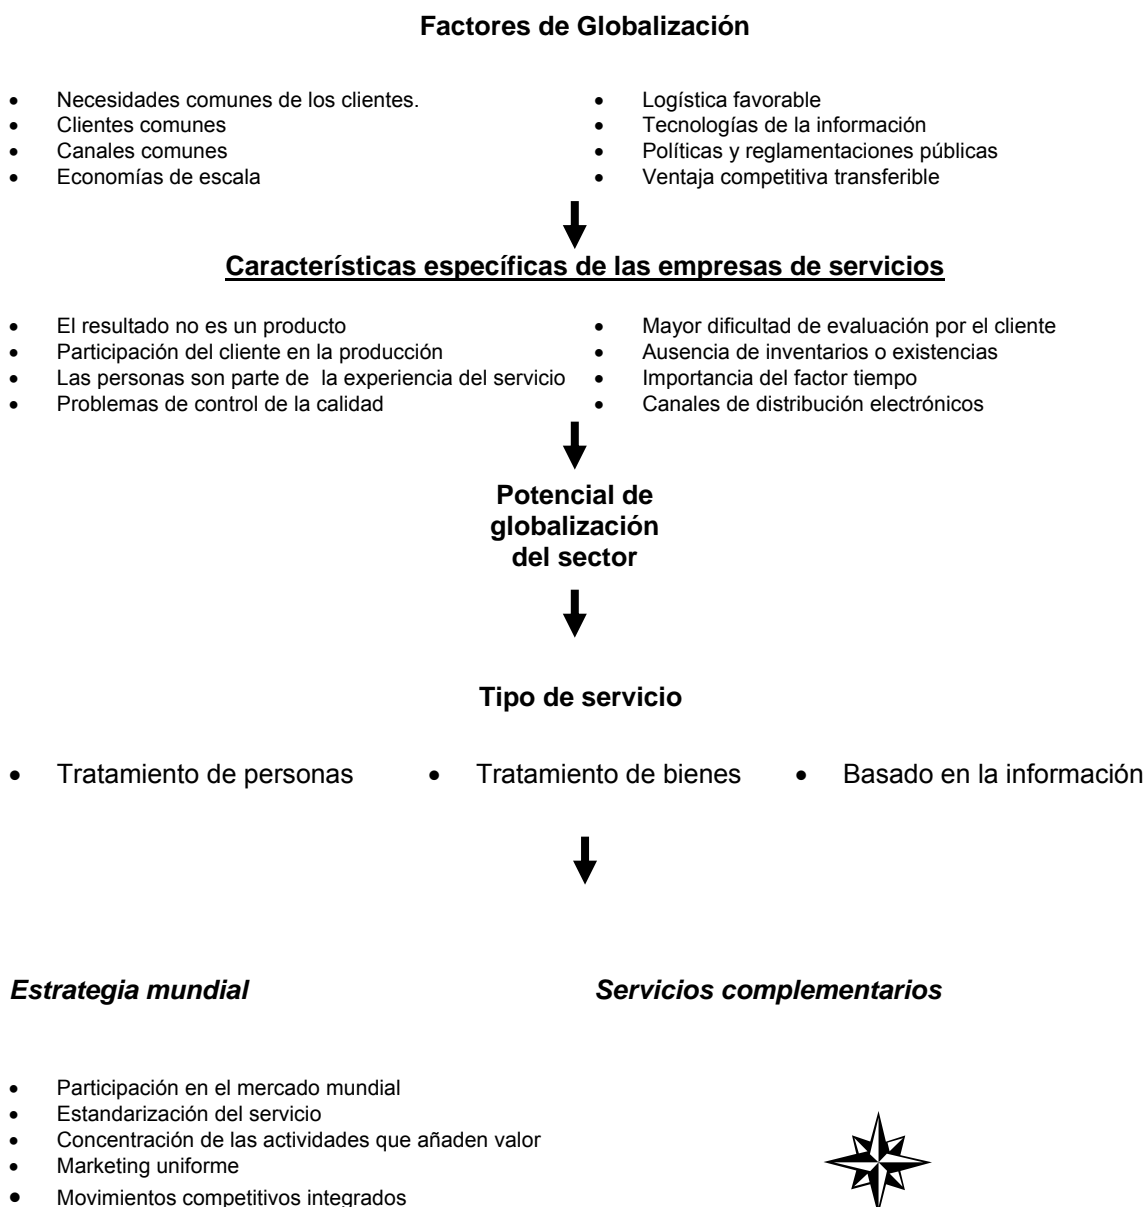 Factores de Globalización
• Necesidades comunes de los clientes.
• Clientes comunes
• Canales comunes
• Economías de escala
• Logística favorable
• Tecnologías de la información
• Políticas y reglamentaciones públicas
• Ventaja competitiva transferible
Características específicas de las empresas de servicios
• El resultado no es un producto
• Participación del cliente en la producción
• Las personas son parte de  la experiencia del servicio
• Problemas de control de la calidad
• Mayor dificultad de evaluación por el cliente
• Ausencia de inventarios o existencias
• Importancia del factor tiempo
• Canales de distribución electrónicos
Potencial de
globalización
del sector
Tipo de servicio
• Tratamiento de personas
• Tratamiento de bienes
• Basado en la información
Estrategia mundial
• Participación en el mercado mundial
• Estandarización del servicio
• Concentración de las actividades que añaden valor
• Marketing uniforme
• Movimientos competitivos integrados
Servicios complementarios